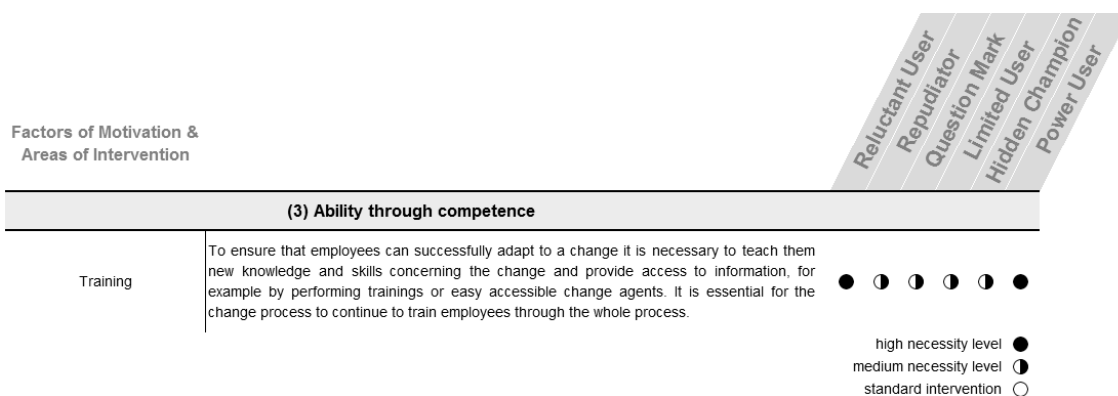 Reluctant User
Repudiator
Question Mark
Limited User
Hidden Champion
Power User
Factors of Motivation &
Areas of Intervention
(3) Ability through competence
Training
To ensure that employees can successfully adapt to a change it is necessary to teach them
new knowledge and skills concerning the change and provide access to information, for
example by performing trainings or easy accessible change agents. It is essential for the
change process to continue to train employees through the whole process.
high necessity level
medium necessity level
standard intervention